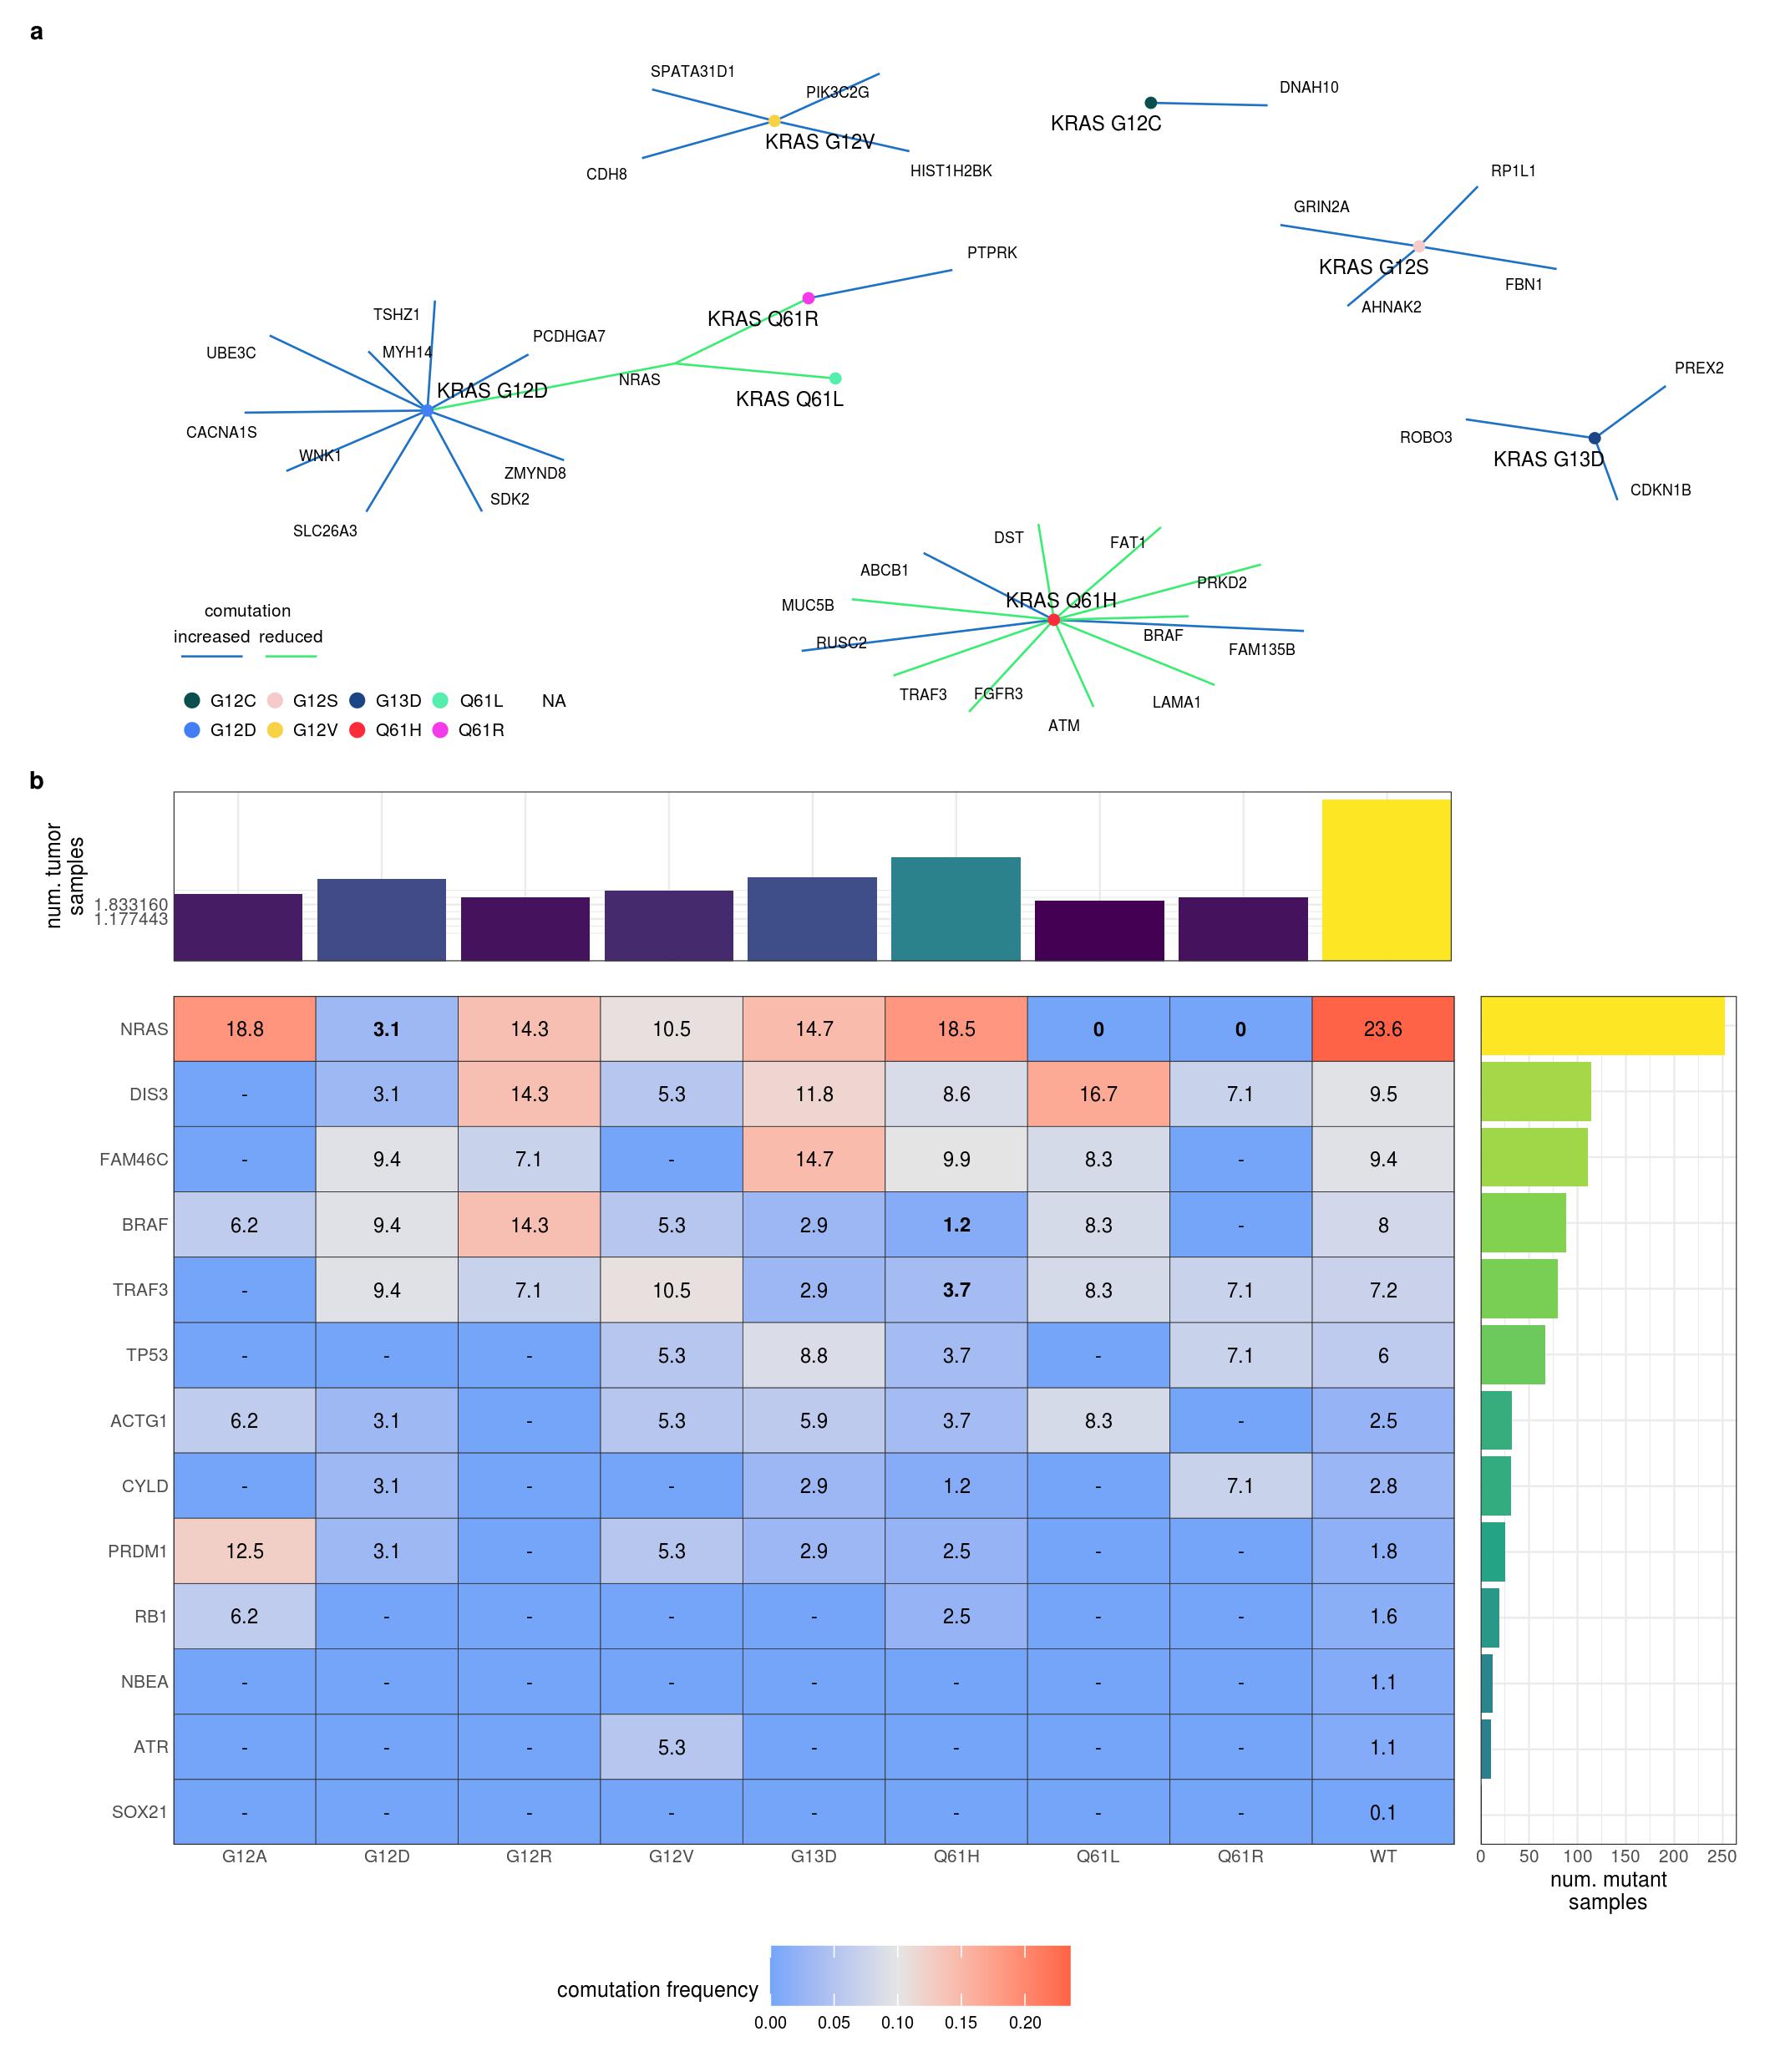 a
SPATA31D1
PIK3C2G
KRAS G12V
CDH8
HIST1H2BK
DNAH10
KRAS G12C
RP1L1
GRIN2A
KRAS G12S
FBN1
AHNAK2
PTPRK
KRAS Q61R
NRAS
KRAS Q61L
TSHZ1
UBE3C
MYH14
PCDHGA7
KRAS G12D
CACNA1S
WNK1
ZMYND8
SDK2
SLC26A3
PREX2
ROBO3
KRAS G13D
CDKN1B
DST
FAT1
ABCB1
PRKD2
KRAS Q61H
MUC5B
RUSC2
BRAF
FAM135B
TRAF3
FGFR3
LAMA1
ATM
comutation
increased reduced
G12C G12S G13D Q61L NA
G12D G12V Q61H Q61R
b
num. tumor
samples
1.833160
1.177443
NRAS 18.8 3.1 14.3 10.5 14.7 18.5 0 0 23.6
DIS3 - 3.1 14.3 5.3 11.8 8.6 16.7 7.1 9.5
FAM46C - 9.4 7.1 - 14.7 9.9 8.3 - 9.4
BRAF 6.2 9.4 14.3 5.3 2.9 1.2 8.3 - 8
TRAF3 - 9.4 7.1 10.5 2.9 3.7 8.3 7.1 7.2
TP53 - - - 5.3 8.8 3.7 - 7.1 6
ACTG1 6.2 3.1 - 5.3 5.9 3.7 8.3 - 2.5
CYLD - 3.1 - - 2.9 1.2 - 7.1 2.8
PRDM1 12.5 3.1 - 5.3 2.9 2.5 - - 1.8
RB1 6.2 - - - - 2.5 - - 1.6
NBEA - - - - - - - - 1.1
ATR - - - 5.3 - - - - 1.1
SOX21 - - - - - - - - 0.1
G12A G12D G12R G12V G13D Q61H Q61L Q61R WT
0 50 100 150 200 250
num. mutant
samples
comutation frequency
0.00 0.05 0.10 0.15 0.20